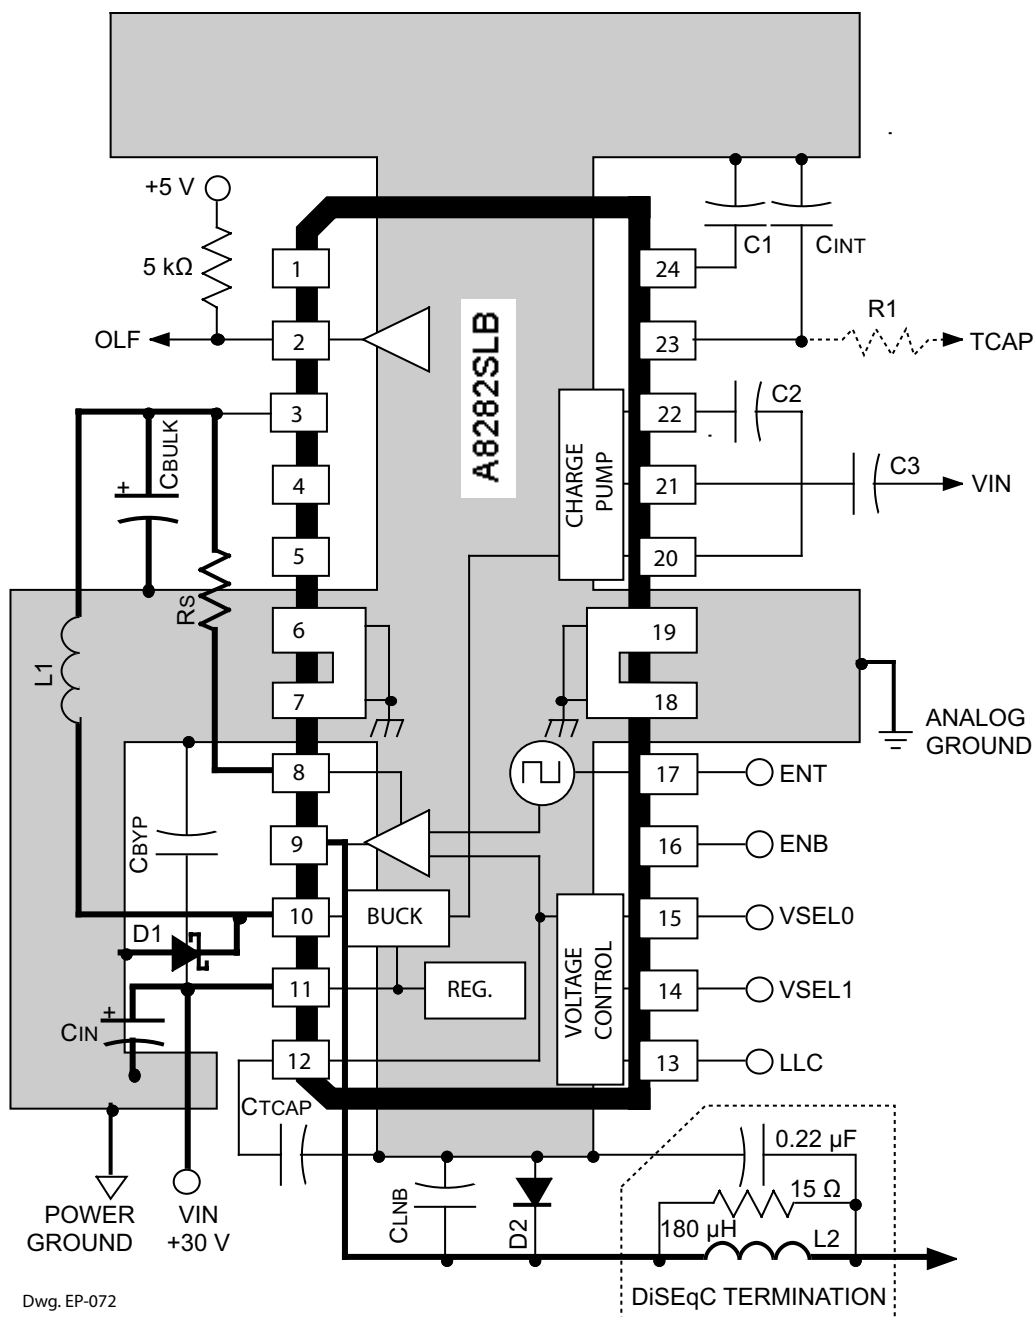 +5 V
5 kΩ
OLF
A8282SLB
1
2
3
4
5
6
7
8
9
10
11
12
24
23
22
21
20
19
18
17
16
15
14
13
C1
CINT
R1
TCAP
C2
C3
VIN
CHARGE
PUMP
CBULK
+
RS
L1
ANALOG
GROUND
ENT
ENB
VSEL0
VSEL1
LLC
CBYP
D1
BUCK
REG.
VOLTAGE
CONTROL
+
CIN
CTCAP
POWER
GROUND
VIN
+30 V
CLNB
D2
0.22 µF
15 Ω
180 µH
L2
DiSEqC TERMINATION
Dwg. EP-072